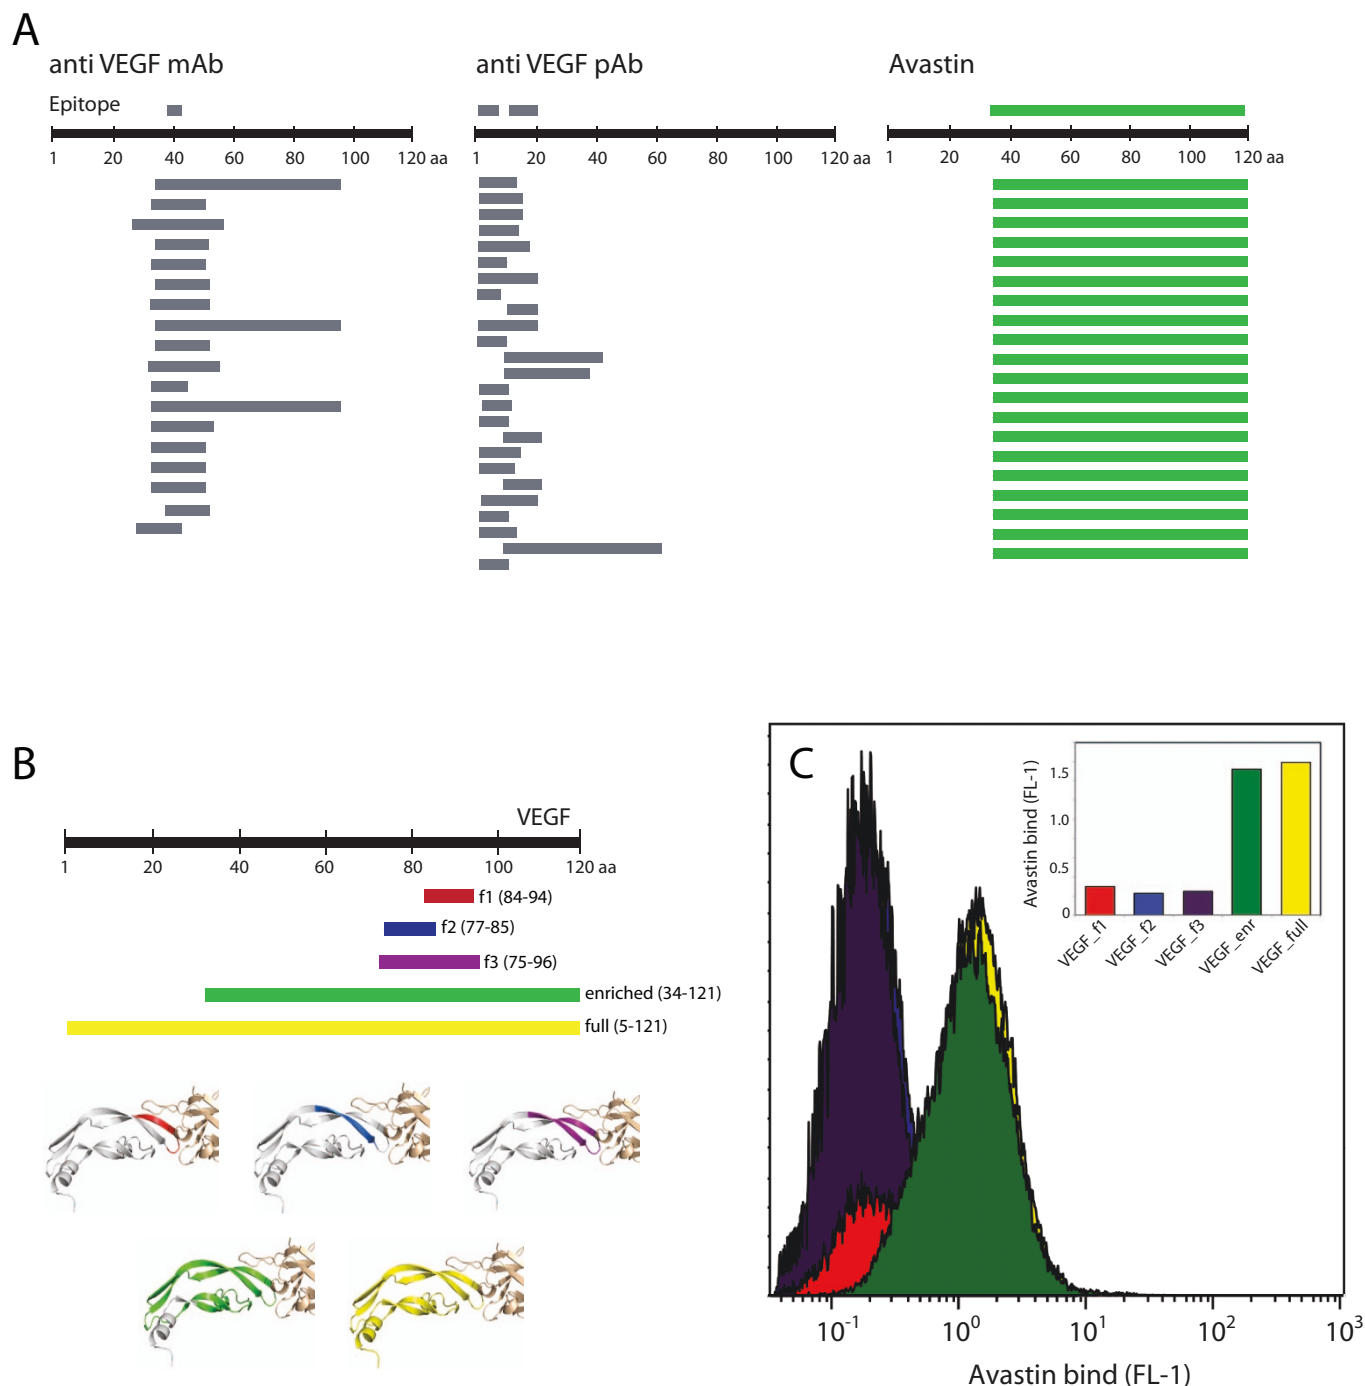 A
anti VEGF mAb
Epitope
1 20 40 60 80 100 120 aa
anti VEGF pAb
1 20 40 60 80 100 120 aa
Avastin
1 20 40 60 80 100 120 aa
B
VEGF
1 20 40 60 80 100 120 aa
f1 (84-94)
f2 (77-85)
f3 (75-96)
enriched (34-121)
full (5-121)
C
Avastin bind (FL-1)
1.5
1.0
0.5
0
VEGF_f1
VEGF_f2
VEGF_f3
VEGF_enr
VEGF_full
10-1 100 101 102 103
Avastin bind (FL-1)